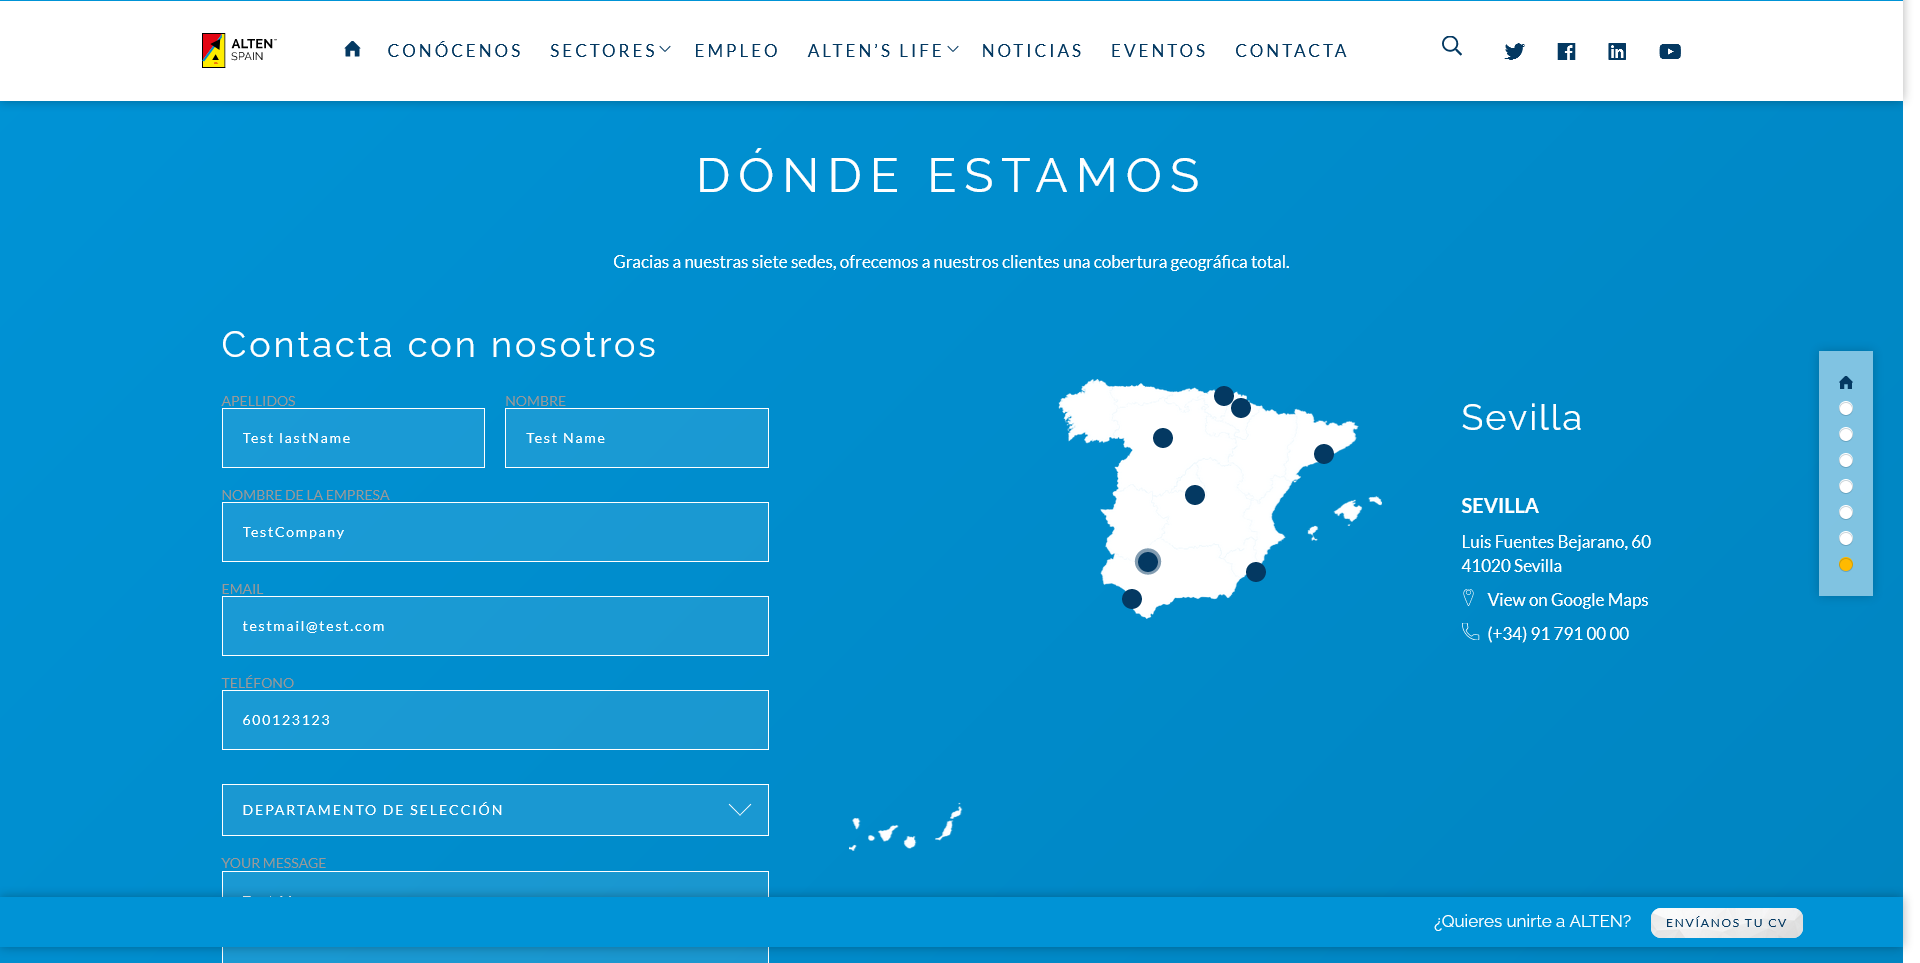 ALTEN
SPAIN
CONÓCENOS
SECTORES
EMPLEO
ALTEN'S LIFE
NOTICIAS
EVENTOS
CONTACTA
DÓNDE ESTAMOS
Gracias a nuestras siete sedes, ofrecemos a nuestros clientes una cobertura geográfica total.
Contacta con nosotros
APELLIDOS
Test lastName
NOMBRE
Test Name
NOMBRE DE LA EMPRESA
TestCompany
EMAIL
testmail@test.com
TELÉFONO
600123123
DEPARTAMENTO DE SELECCIÓN
YOUR MESSAGE
Sevilla
SEVILLA
Luis Fuentes Bejarano, 60
41020 Sevilla
View on Google Maps
(+34) 91 791 00 00
¿Quieres unirte a ALTEN?
ENVÍANOS TU CV